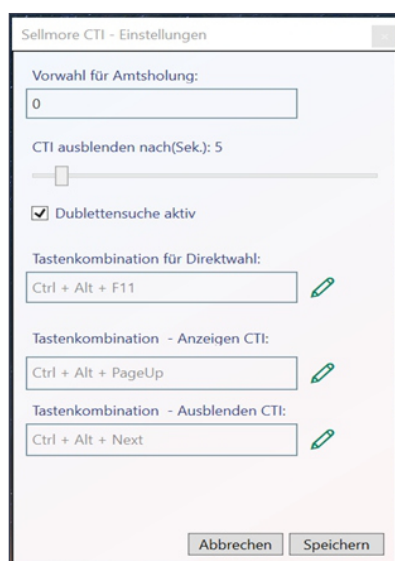 Sellmore CTI - Einstellungen
Vorwahl für Amtsholung:
0
CTI ausblenden nach(Sek.): 5
Dublettensuche aktiv
Tastenkombination für Direktwahl:
Ctrl + Alt + F11
Tastenkombination - Anzeigen CTI:
Ctrl + Alt + PageUp
Tastenkombination - Ausblenden CTI:
Ctrl + Alt + Next
Abbrechen Speichern